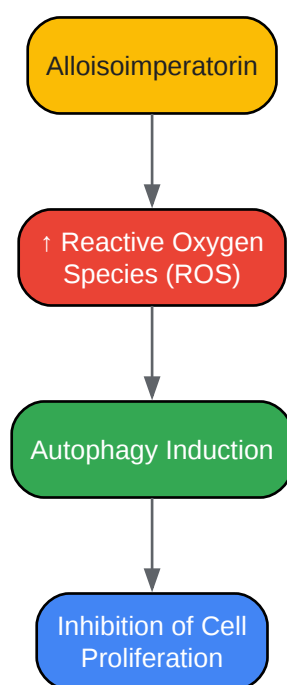 Alloisoimperatorin
↑ Reactive Oxygen
Species (ROS)
Autophagy Induction
Inhibition of Cell
Proliferation